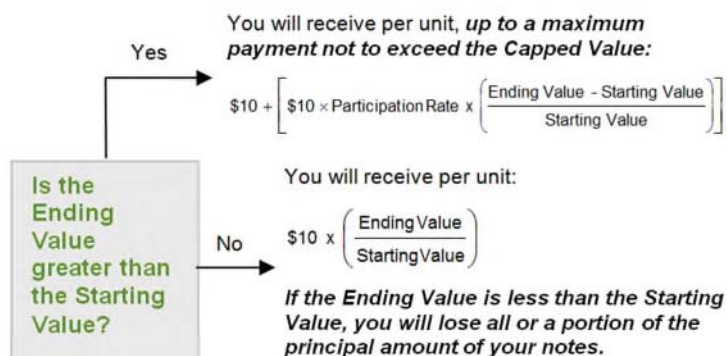 You will receive per unit, up to a maximum
payment not to exceed the Capped Value:
Yes
$10 + [ $10 × Participation Rate x ( Ending Value - Starting Value / Starting Value ) ]
Is the
Ending
Value
greater than
the Starting
Value?
No
You will receive per unit:
$10 x ( Ending Value / Starting Value )
If the Ending Value is less than the Starting
Value, you will lose all or a portion of the
principal amount of your notes.